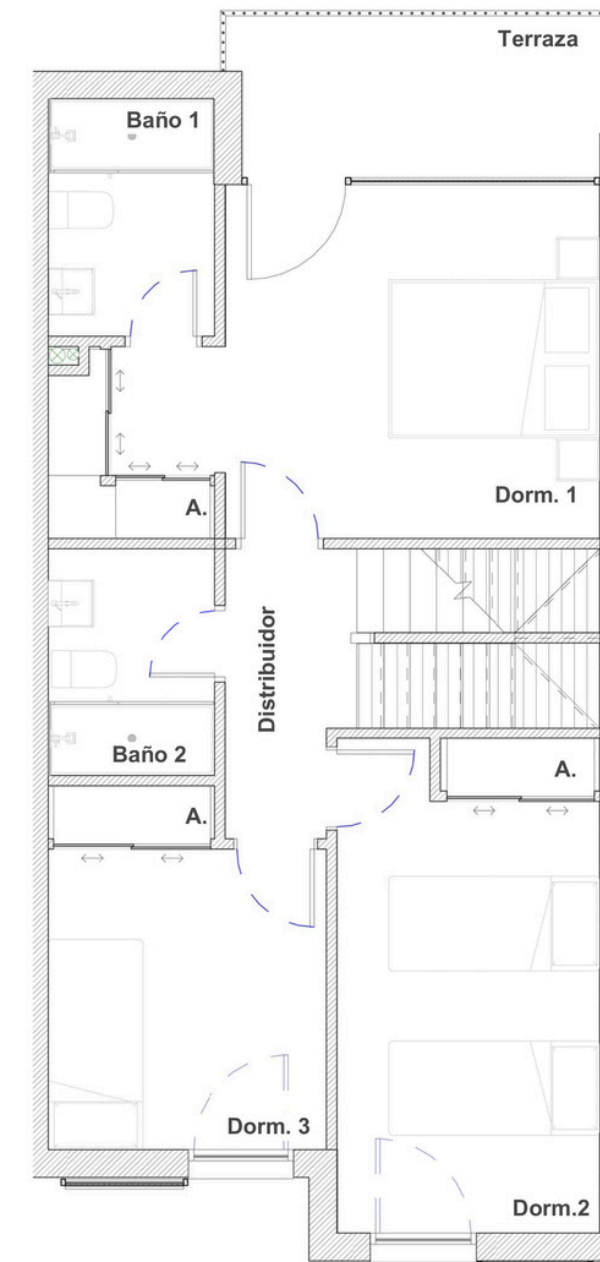 Terraza
Baño 1
Dorm. 1
A.
Distribuidor
Baño 2
A.
A.
Dorm. 3
Dorm.2